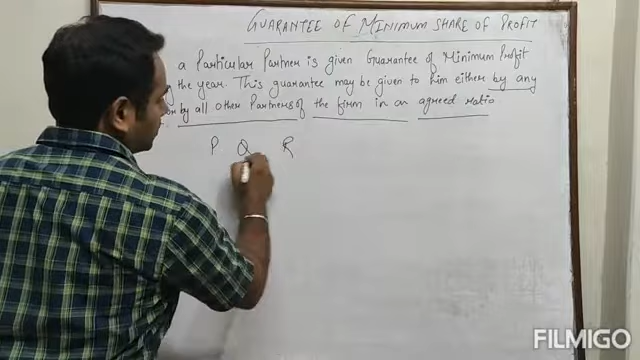 GUARANTEE OF MINIMUM SHARE OF PROFIT
a Particular Partner is given Guarantee of Minimum Profit
the year. This guarantee may be given to him either by any
or by all other Partners of the firm in an agreed ratio
P Q R
FILMIGO